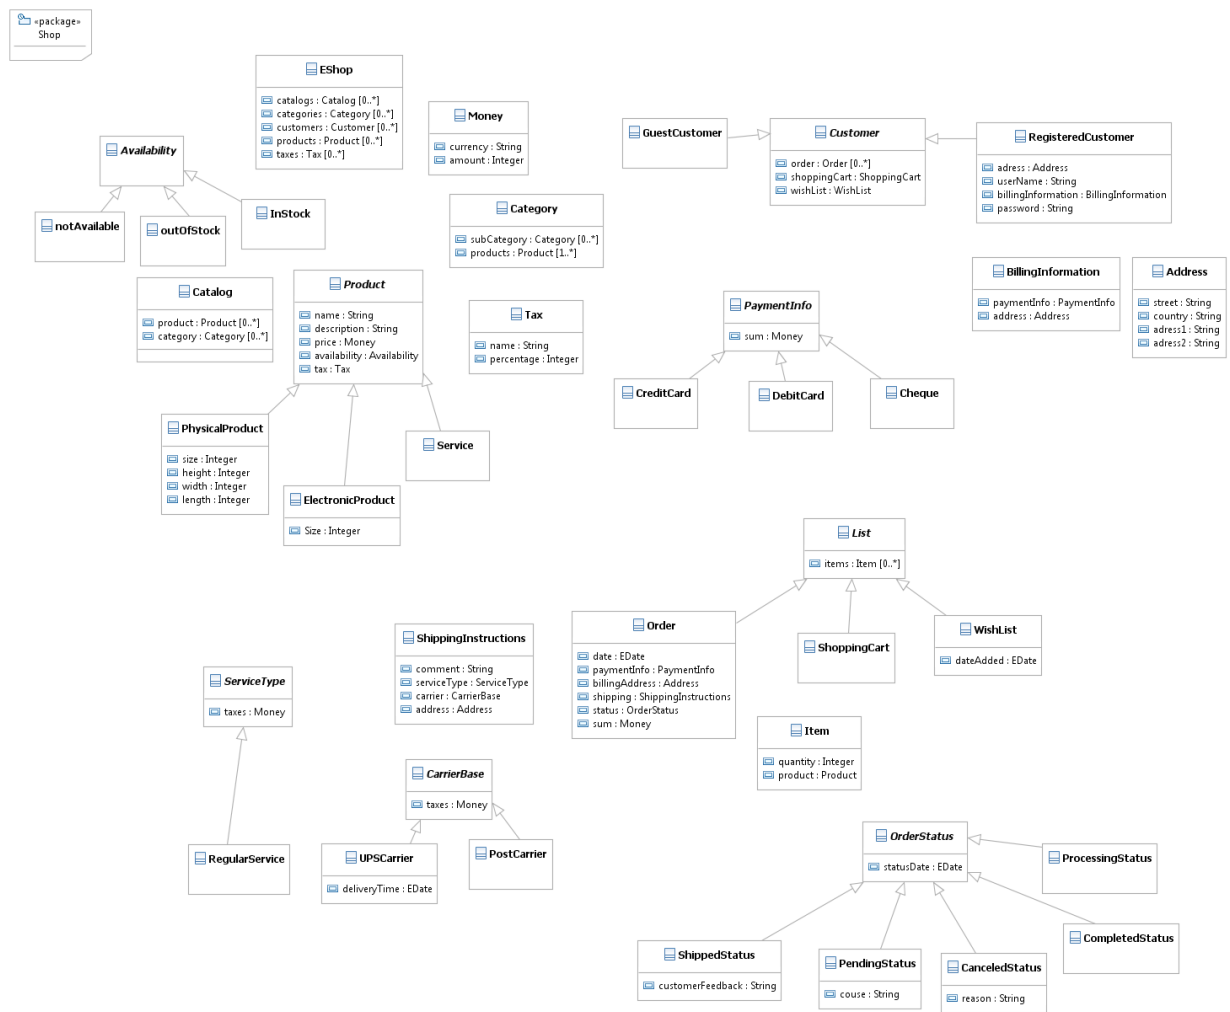 «package»
Shop
EShop
catalogs : Catalog [0..*]
categories : Category [0..*]
customers : Customer [0..*]
products : Product [0..*]
taxes : Tax [0..*]
Money
currency : String
amount : Integer
GuestCustomer
Customer
order : Order [0..*]
shoppingCart : ShoppingCart
wishList : WishList
RegisteredCustomer
adress : Address
userName : String
billingInformation : BillingInformation
password : String
Availability
notAvailable
outOfStock
InStock
Category
subCategory : Category [0..*]
products : Product [1..*]
Catalog
product : Product [0..*]
category : Category [0..*]
Product
name : String
description : String
price : Money
availability : Availability
tax : Tax
Tax
name : String
percentage : Integer
PaymentInfo
sum : Money
BillingInformation
paymentInfo : PaymentInfo
address : Address
Address
street : String
country : String
adress1 : String
adress2 : String
CreditCard
DebitCard
Cheque
PhysicalProduct
size : Integer
height : Integer
width : Integer
length : Integer
ElectronicProduct
Size : Integer
Service
List
items : Item [0..*]
Order
date : EDate
paymentInfo : PaymentInfo
billingAddress : Address
shipping : ShippingInstructions
status : OrderStatus
sum : Money
ShoppingCart
WishList
dateAdded : EDate
ShippingInstructions
comment : String
serviceType : ServiceType
carrier : CarrierBase
address : Address
ServiceType
taxes : Money
Item
quantity : Integer
product : Product
CarrierBase
taxes : Money
RegularService
UPSCarrier
deliveryTime : EDate
PostCarrier
OrderStatus
statusDate : EDate
ProcessingStatus
ShippedStatus
customerFeedback : String
PendingStatus
couse : String
CanceledStatus
reason : String
CompletedStatus